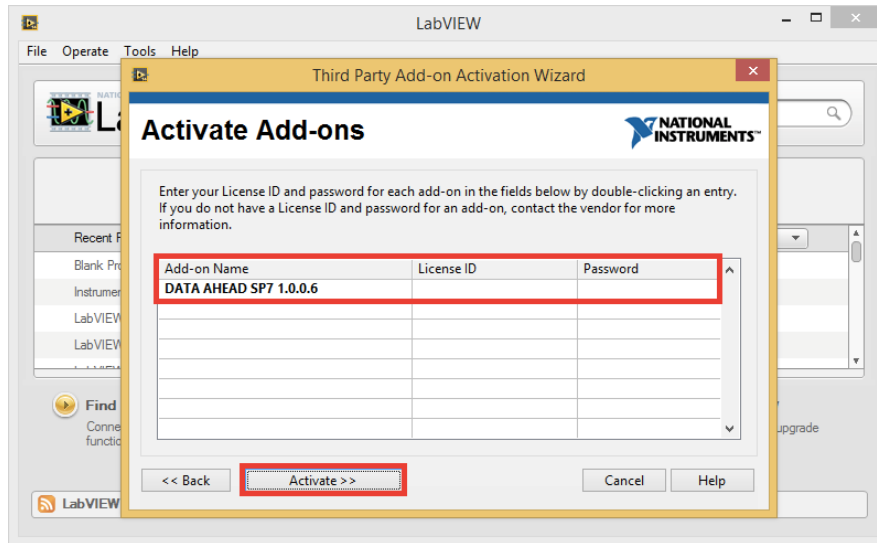 LabVIEW
File Operate Tools Help
Third Party Add-on Activation Wizard
NATIO
La
Activate Add-ons
NATIONAL
INSTRUMENTS™
Enter your License ID and password for each add-on in the fields below by double-clicking an entry.
If you do not have a License ID and password for an add-on, contact the vendor for more
information.
Recent F
Add-on Name License ID Password
Blank Pro
DATA AHEAD SP7 1.0.0.6
Instrumen
LabVIEW
LabVIEW
Find
Conne
functio
upgrade
<< Back Activate >> Cancel Help
LabVIEW